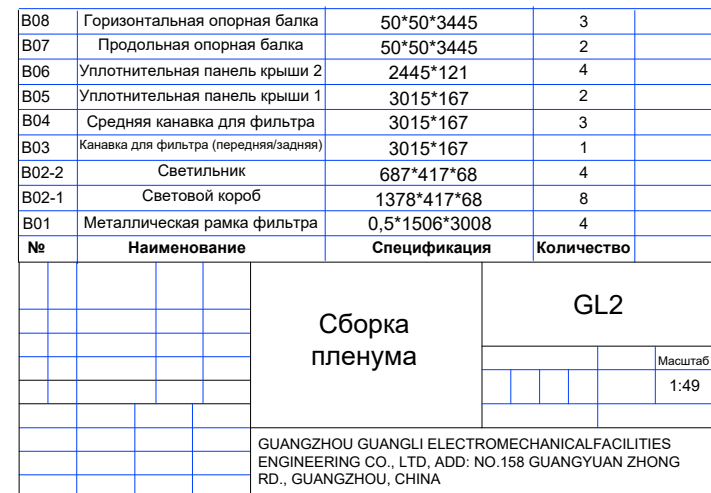 B08 Горизонтальная опорная балка 50*50*3445 3
B07 Продольная опорная балка 50*50*3445 2
B06 Уплотнительная панель крыши 2 2445*121 4
B05 Уплотнительная панель крыши 1 3015*167 2
B04 Средняя канавка для фильтра 3015*167 3
B03 Канавка для фильтра (передняя/задняя) 3015*167 1
B02-2 Светильник 687*417*68 4
B02-1 Световой короб 1378*417*68 8
B01 Металлическая рамка фильтра 0,5*1506*3008 4
№ Наименование Спецификация Количество
Сборка
пленума
GL2
Масштаб
1:49
GUANGZHOU GUANGLI ELECTROMECHANICALFACILITIES
ENGINEERING CO., LTD, ADD: NO.158 GUANGYUAN ZHONG
RD., GUANGZHOU, CHINA